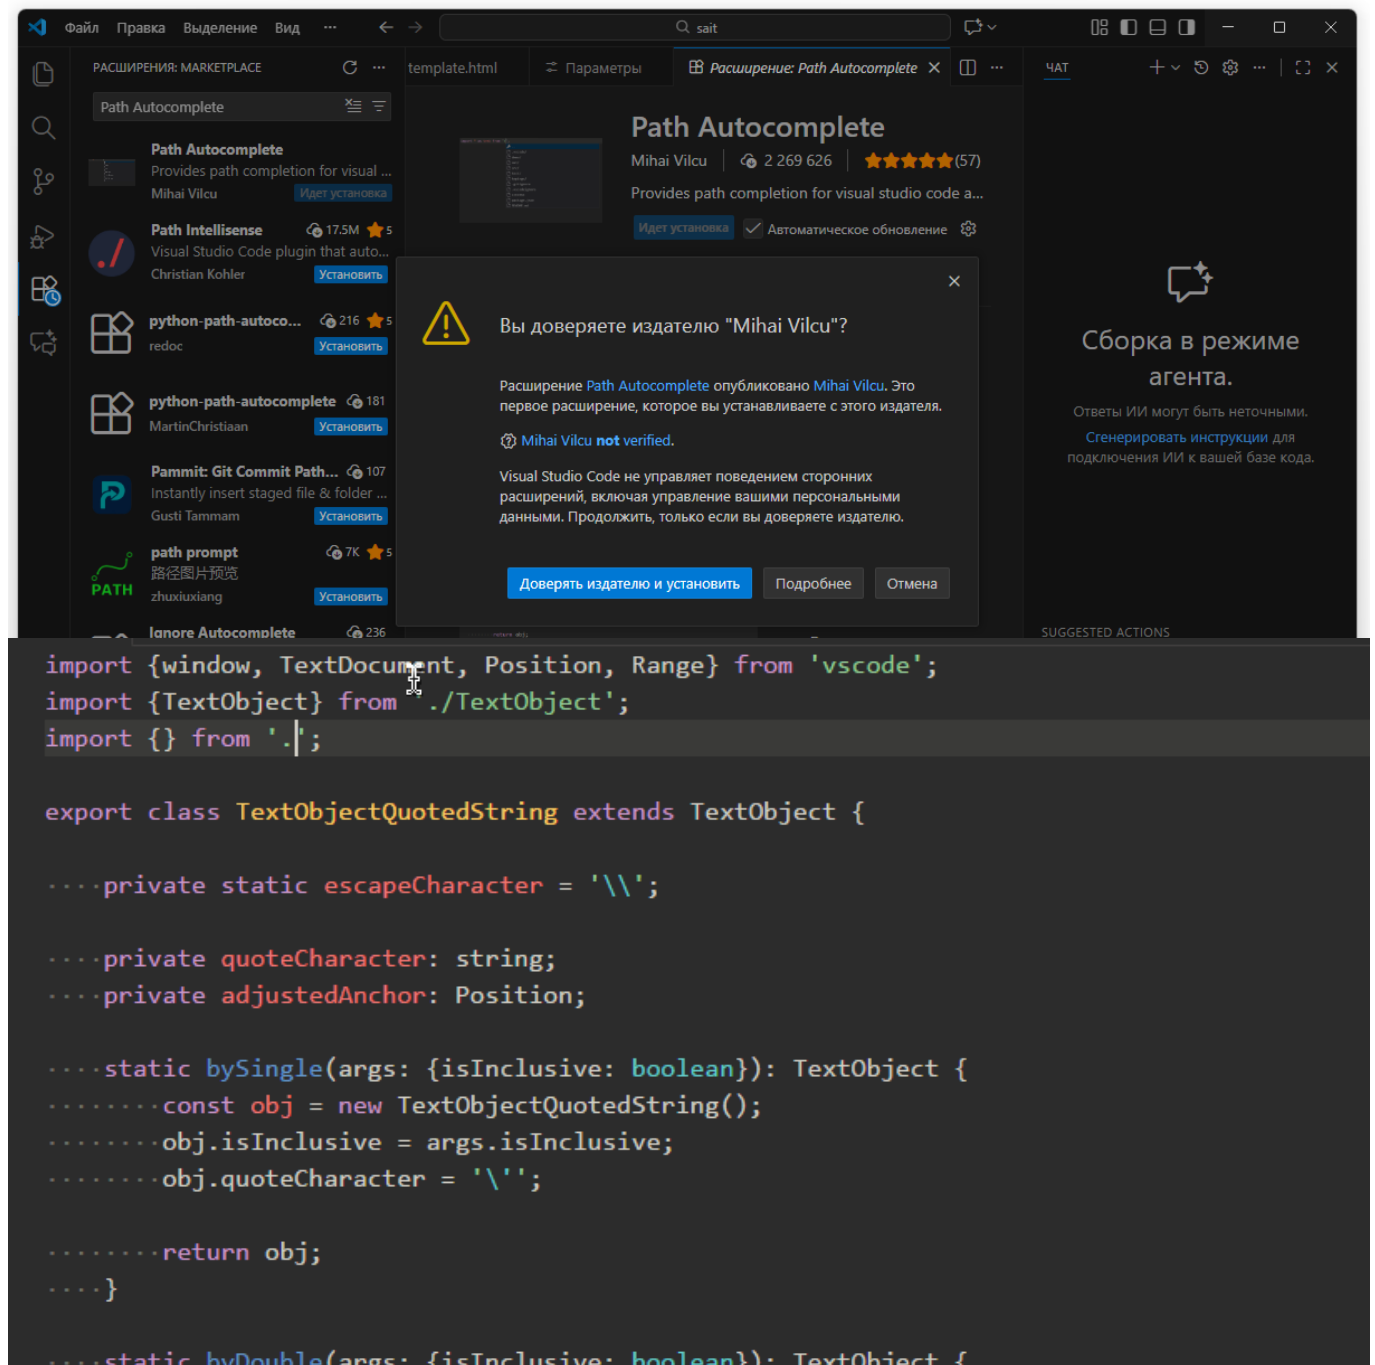 Файл Правка Выделение Вид ··· sait
РАСШИРЕНИЯ: MARKETPLACE
template.html
Параметры
Расширение: Path Autocomplete
ЧАТ
Path Autocomplete
Path Autocomplete
Provides path completion for visual ...
Mihai Vilcu Идет установка
Path Intellisense 17.5M 5
Visual Studio Code plugin that auto...
Christian Kohler Установить
python-path-autoco... 216 5
redoc Установить
python-path-autocomplete 181
MartinChristiaan Установить
Pammit: Git Commit Path... 107
Instantly insert staged file & folder ...
Gusti Tammam Установить
PATH
path prompt 7K 5
路径图片预览
zhuxiuxiang Установить
Ignore Autocomplete 236
Path Autocomplete
Mihai Vilcu 2 269 626 (57)
Provides path completion for visual studio code a...
Идет установка Автоматическое обновление
Вы доверяете издателю "Mihai Vilcu"?
Расширение Path Autocomplete опубликовано Mihai Vilcu. Это
первое расширение, которое вы устанавливаете с этого издателя.
Mihai Vilcu not verified.
Visual Studio Code не управляет поведением сторонних
расширений, включая управление вашими персональными
данными. Продолжить, только если вы доверяете издателю.
Доверять издателю и установить Подробнее Отмена
return obj;
Сборка в режиме
агента.
Ответы ИИ могут быть неточными.
Сгенерировать инструкции для
подключения ИИ к вашей базе кода.
SUGGESTED ACTIONS
import {window, TextDocument, Position, Range} from 'vscode';
import {TextObject} from './TextObject';
import {} from '.';
export class TextObjectQuotedString extends TextObject {
····private static escapeCharacter = '\\';
····private quoteCharacter: string;
····private adjustedAnchor: Position;
····static bySingle(args: {isInclusive: boolean}): TextObject {
········const obj = new TextObjectQuotedString();
········obj.isInclusive = args.isInclusive;
········obj.quoteCharacter = '\'';
········return obj;
····}
····static byDouble(args: {isInclusive: boolean}): TextObject {